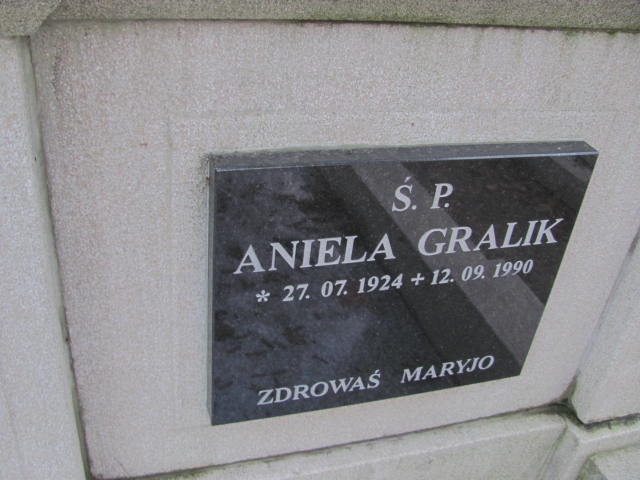 Ś. P.
ANIELA GRALIK
* 27. 07. 1924 + 12. 09. 1990
ZDROWAŚ MARYJO